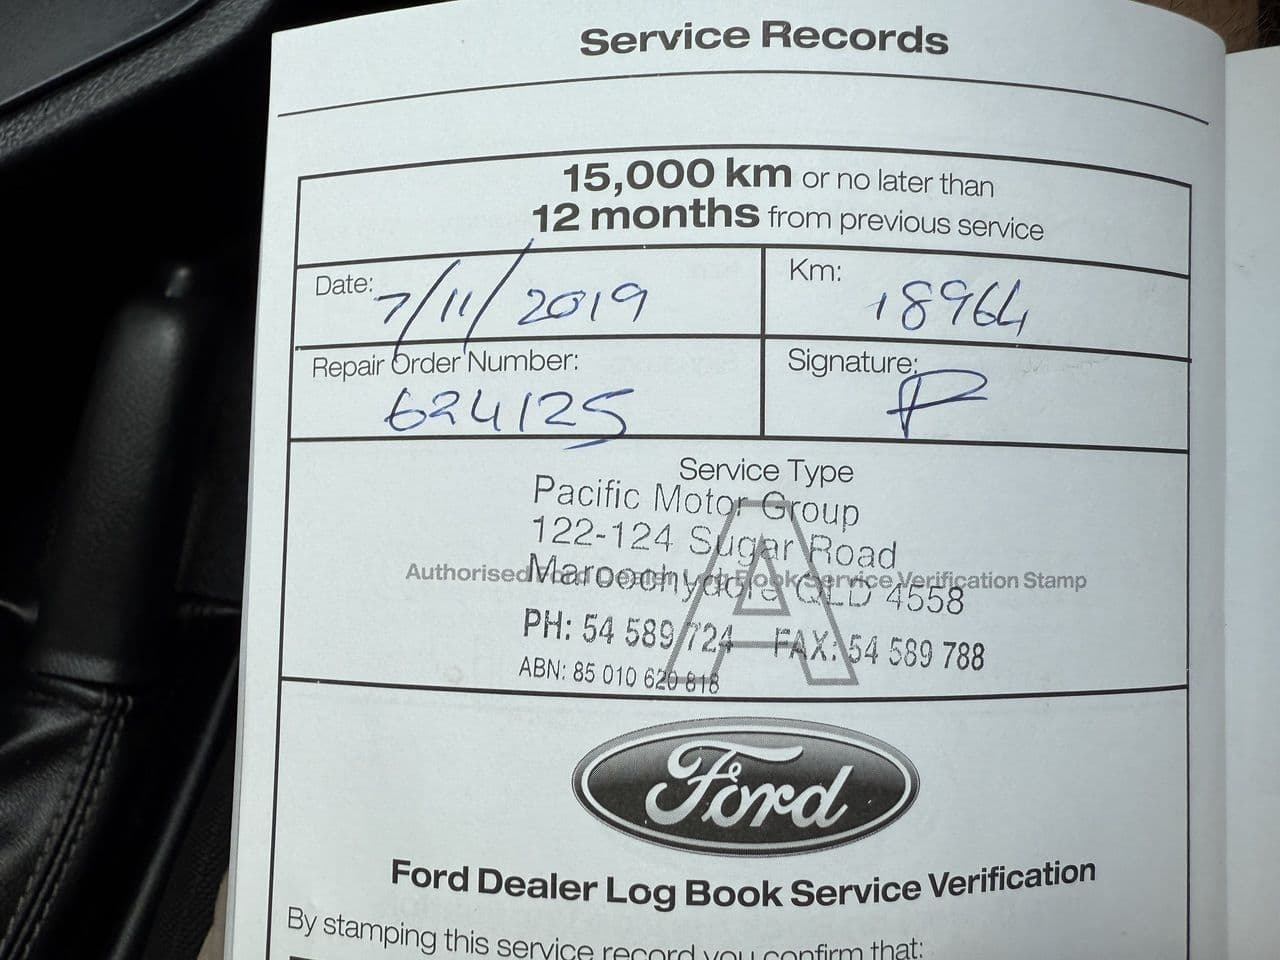 Service Records
15,000 km or no later than
12 months from previous service
Date: 7/11/2019
Km: 18964
Repair Order Number: 624125
Signature:
Service Type
A
Pacific Motor Group
122-124 Sugar Road
Authorised Ford Dealer Log Book Service Verification Stamp
Maroochydore QLD 4558
PH: 54 589 724 FAX: 54 589 788
ABN: 85 010 620 818
Ford
Ford Dealer Log Book Service Verification
By stamping this service record you confirm that: